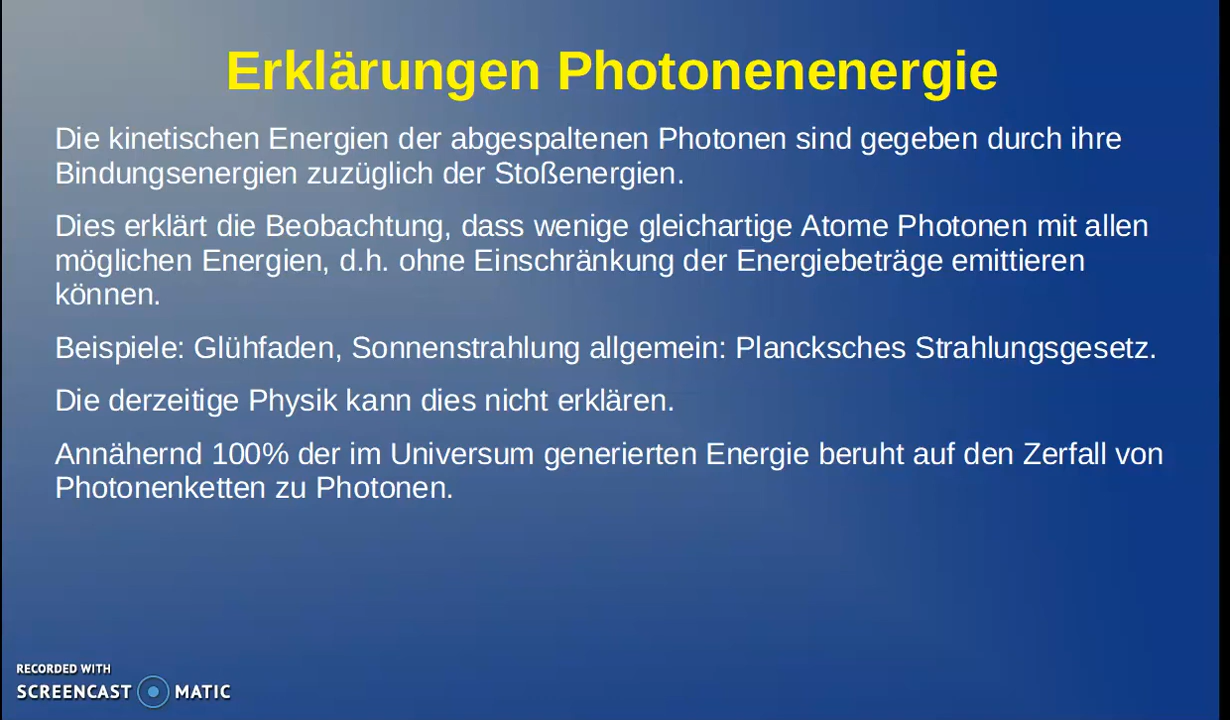 Erklärungen Photonenenergie
Die kinetischen Energien der abgespaltenen Photonen sind gegeben durch ihre
Bindungsenergien zuzüglich der Stoßenergien.
Dies erklärt die Beobachtung, dass wenige gleichartige Atome Photonen mit allen
möglichen Energien, d.h. ohne Einschränkung der Energiebeträge emittieren
können.
Beispiele: Glühfaden, Sonnenstrahlung allgemein: Plancksches Strahlungsgesetz.
Die derzeitige Physik kann dies nicht erklären.
Annähernd 100% der im Universum generierten Energie beruht auf den Zerfall von
Photonenketten zu Photonen.
RECORDED WITH
SCREENCAST MATIC